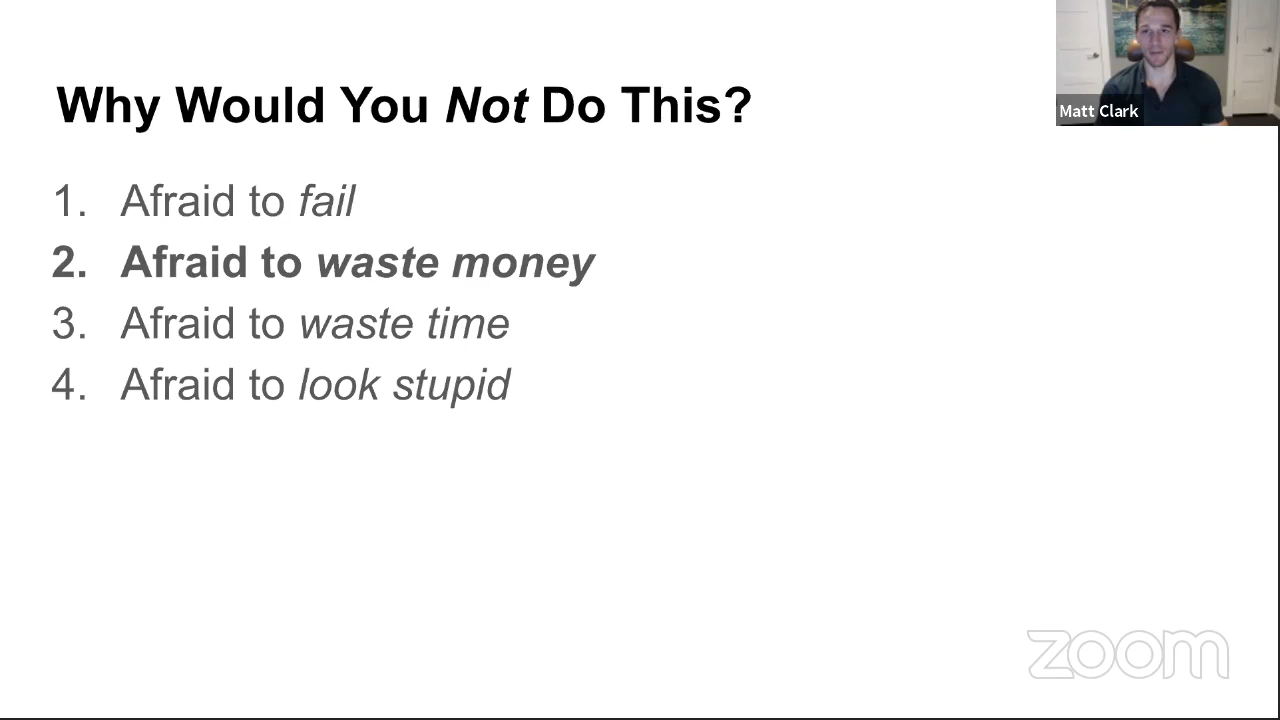 Why Would You Not Do This?
1. Afraid to fail
2. Afraid to waste money
3. Afraid to waste time
4. Afraid to look stupid
Matt Clark
zoom